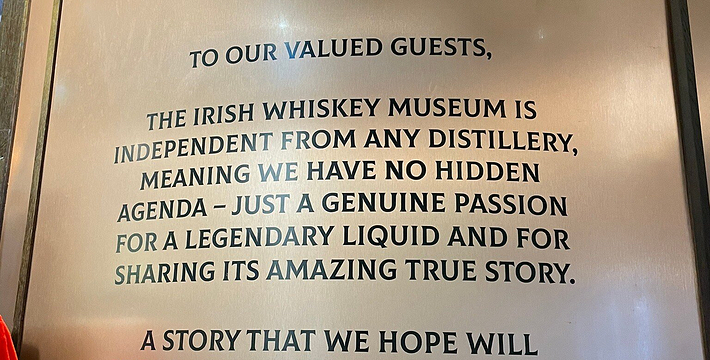 TO OUR VALUED GUESTS,
THE IRISH WHISKEY MUSEUM IS
INDEPENDENT FROM ANY DISTILLERY,
MEANING WE HAVE NO HIDDEN
AGENDA – JUST A GENUINE PASSION
FOR A LEGENDARY LIQUID AND FOR
SHARING ITS AMAZING TRUE STORY.
A STORY THAT WE HOPE WILL